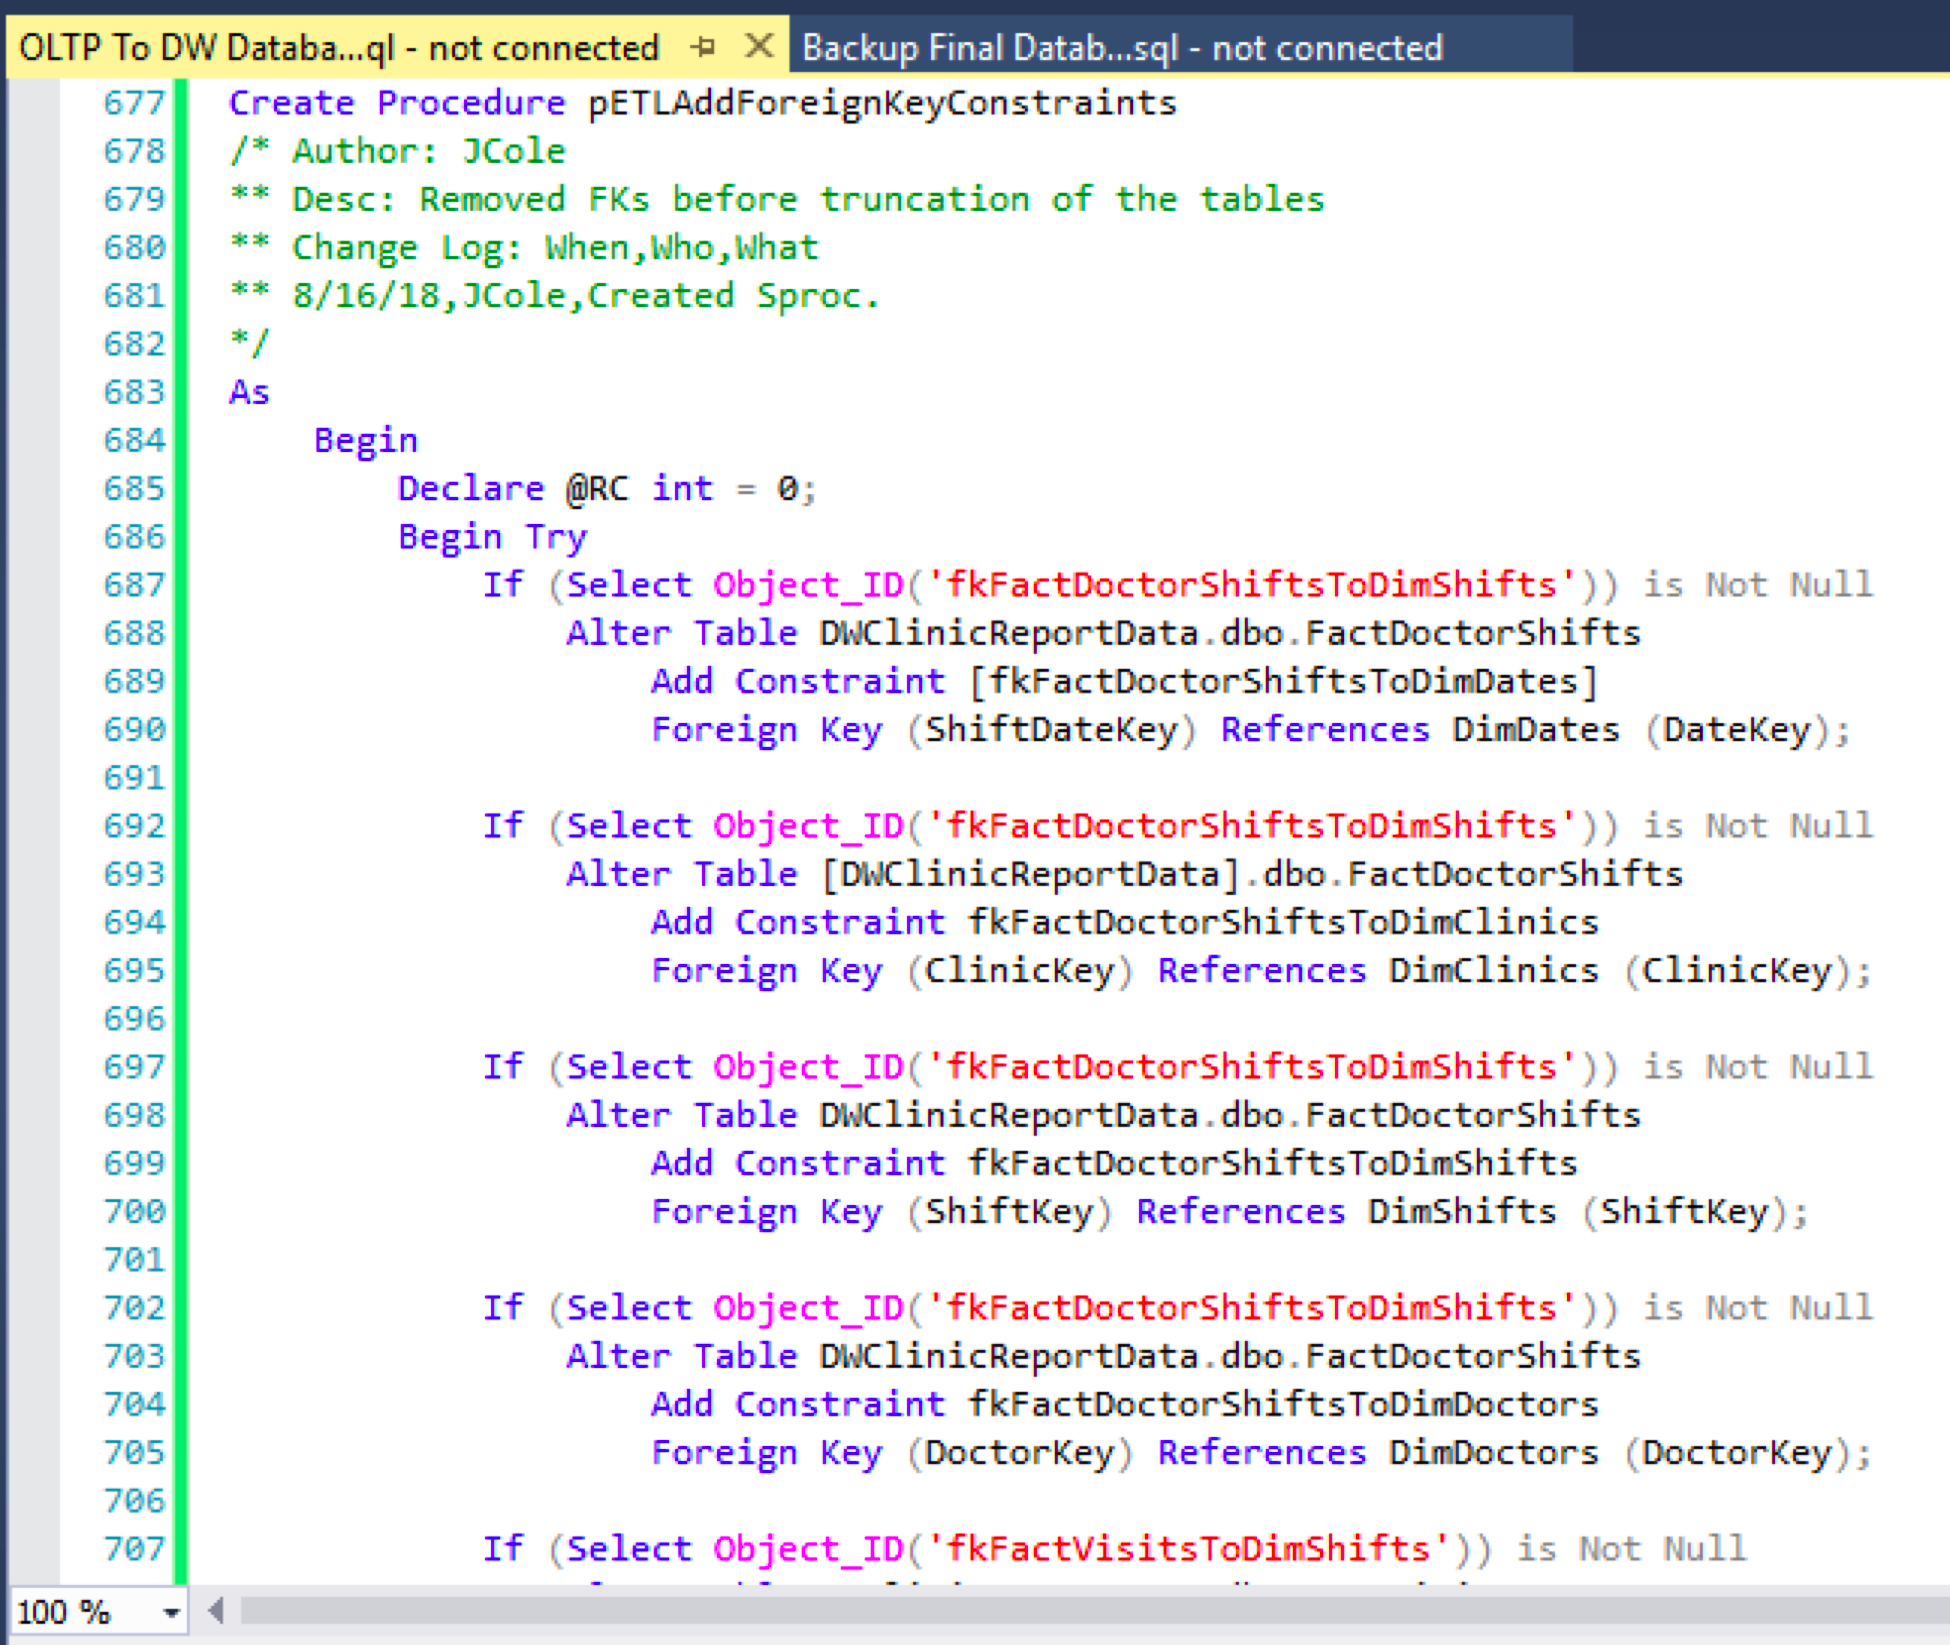 OLTP To DW Databa...ql - not connected
Backup Final Datab...sql - not connected
677 Create Procedure pETLAddForeignKeyConstraints
678 /* Author: JCole
679 ** Desc: Removed FKs before truncation of the tables
680 ** Change Log: When,Who,What
681 ** 8/16/18,JCole,Created Sproc.
682 */
683 As
684 Begin
685 Declare @RC int = 0;
686 Begin Try
687 If (Select Object_ID('fkFactDoctorShiftsToDimShifts')) is Not Null
688 Alter Table DWClinicReportData.dbo.FactDoctorShifts
689 Add Constraint [fkFactDoctorShiftsToDimDates]
690 Foreign Key (ShiftDateKey) References DimDates (DateKey);
691
692 If (Select Object_ID('fkFactDoctorShiftsToDimShifts')) is Not Null
693 Alter Table [DWClinicReportData].dbo.FactDoctorShifts
694 Add Constraint fkFactDoctorShiftsToDimClinics
695 Foreign Key (ClinicKey) References DimClinics (ClinicKey);
696
697 If (Select Object_ID('fkFactDoctorShiftsToDimShifts')) is Not Null
698 Alter Table DWClinicReportData.dbo.FactDoctorShifts
699 Add Constraint fkFactDoctorShiftsToDimShifts
700 Foreign Key (ShiftKey) References DimShifts (ShiftKey);
701
702 If (Select Object_ID('fkFactDoctorShiftsToDimShifts')) is Not Null
703 Alter Table DWClinicReportData.dbo.FactDoctorShifts
704 Add Constraint fkFactDoctorShiftsToDimDoctors
705 Foreign Key (DoctorKey) References DimDoctors (DoctorKey);
706
707 If (Select Object_ID('fkFactVisitsToDimShifts')) is Not Null
100 %